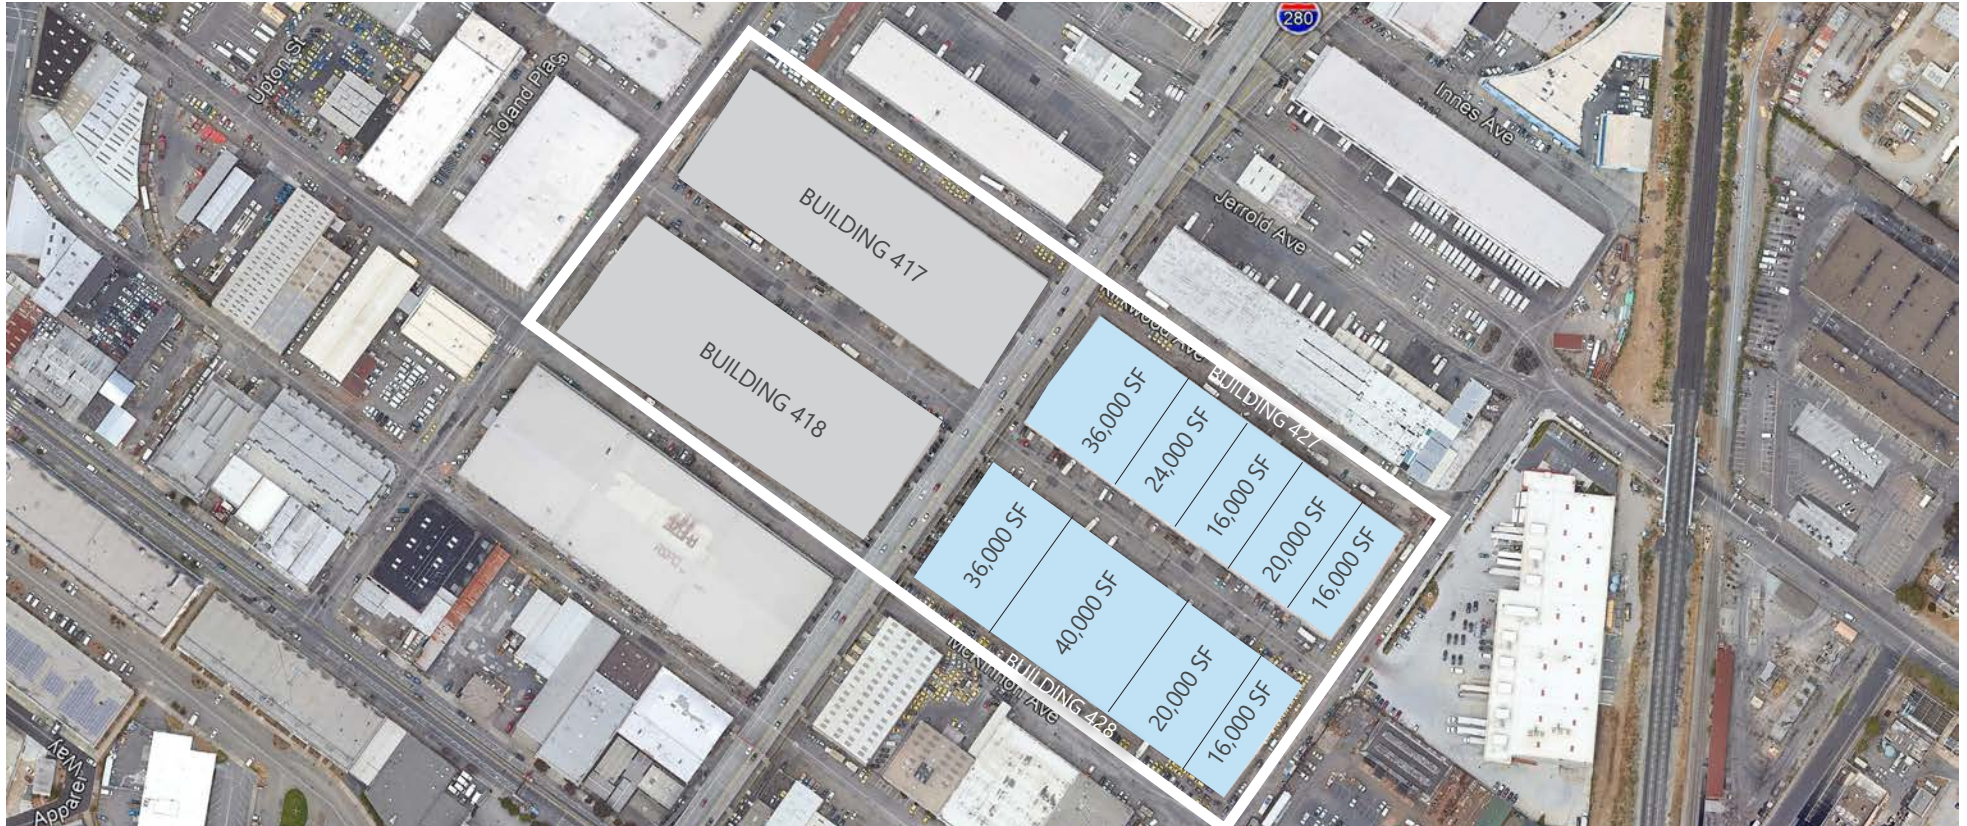 280
Upton St
Toland Place
Innes Ave
Jerrold Ave
BUILDING 417
BUILDING 418
Kirkwood Ave
BUILDING 427
36,000 SF
24,000 SF
16,000 SF
20,000 SF
16,000 SF
36,000 SF
40,000 SF
20,000 SF
16,000 SF
McKinnon Ave
BUILDING 428
Apparel Way